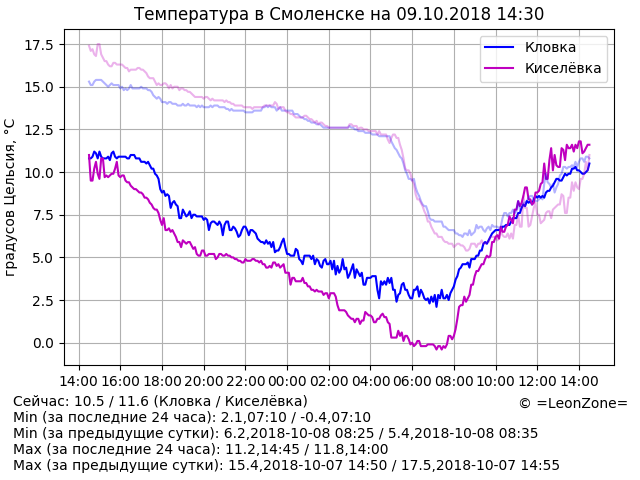 Температура в Смоленске на 09.10.2018 14:30
Кловка
Киселёвка
градусов Цельсия, °C
17.5
15.0
12.5
10.0
7.5
5.0
2.5
0.0
14:00 16:00 18:00 20:00 22:00 00:00 02:00 04:00 06:00 08:00 10:00 12:00 14:00
Сейчас: 10.5 / 11.6 (Кловка / Киселёвка)
© =LeonZone=
Min (за последние 24 часа): 2.1,07:10 / -0.4,07:10
Min (за предыдущие сутки): 6.2,2018-10-08 08:25 / 5.4,2018-10-08 08:35
Max (за последние 24 часа): 11.2,14:45 / 11.8,14:00
Max (за предыдущие сутки): 15.4,2018-10-07 14:50 / 17.5,2018-10-07 14:55